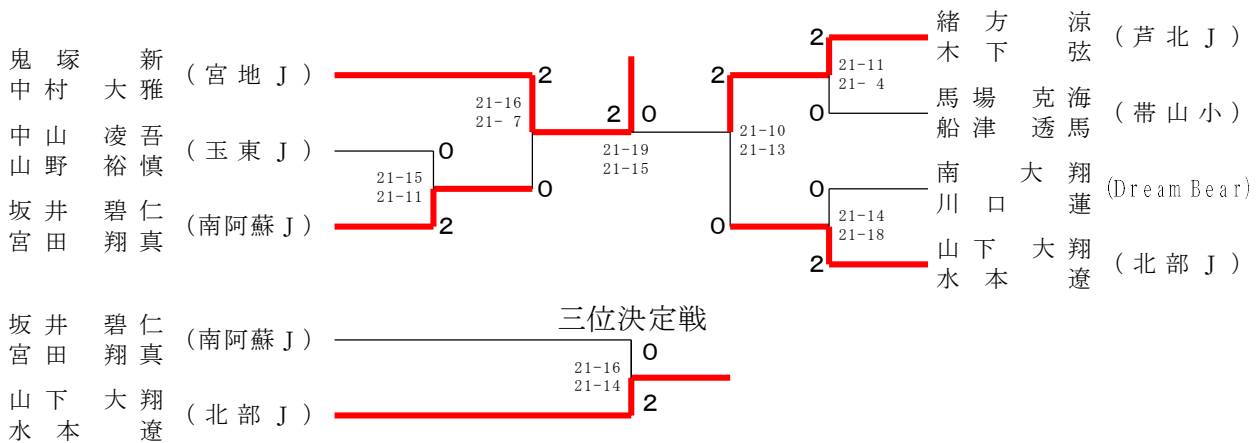 鬼塚 新
中村 大雅
(宮地J)
2
21-16
21- 7
中山 凌吾
山野 裕慎
(玉東J)
0
21-15
21-11
0
坂井 碧仁
宮田 翔真
(南阿蘇J)
2
2 0
21-19
21-15
緒方 涼
木下 弦
(芦北J)
2
21-11
21- 4
2
馬場 克海
船津 透馬
(帯山小)
0
21-10
21-13
南 大翔
川口 蓮
(Dream Bear)
0
21-14
21-18
0
山下 大翔
水本 遼
(北部J)
2
三位決定戦
坂井 碧仁
宮田 翔真
(南阿蘇J)
0
21-16
21-14
山下 大翔
水本 遼
(北部J)
2